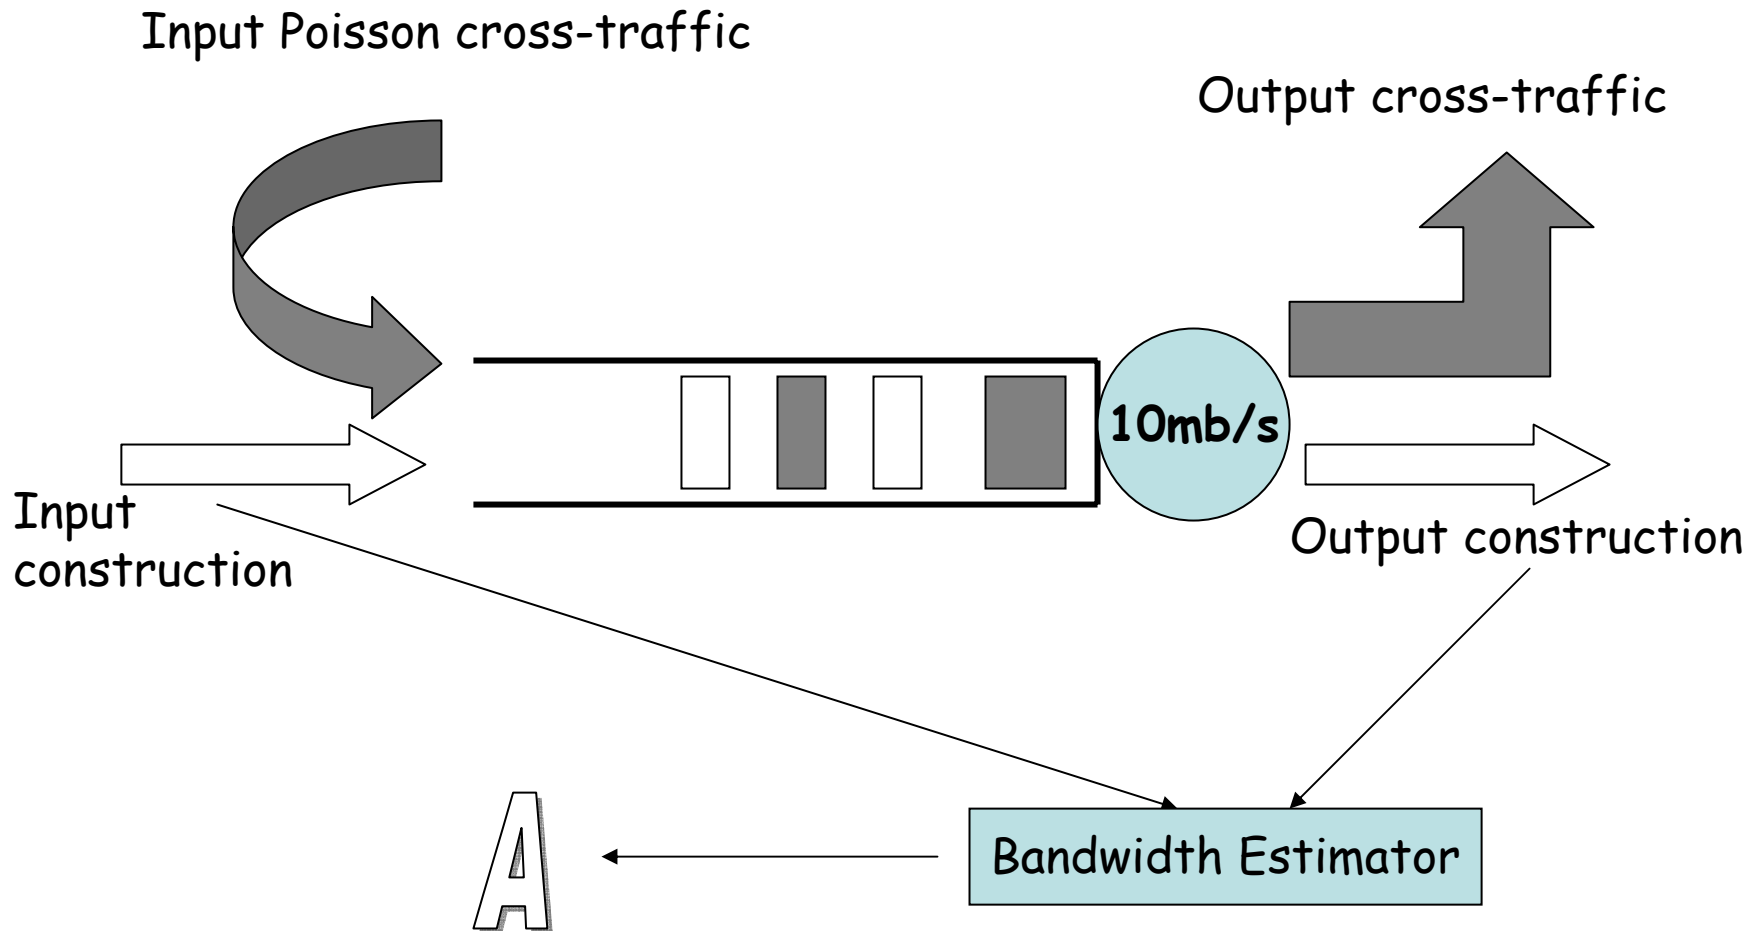 Input Poisson cross-traffic
Output cross-traffic
10mb/s
Input
construction
Output construction
Bandwidth Estimator
A